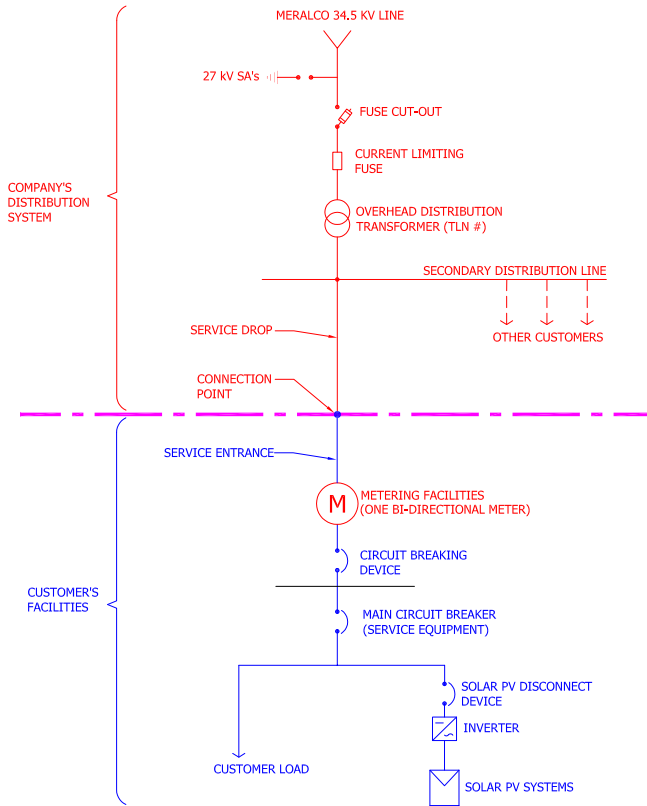 MERALCO 34.5 KV LINE
27 kV SA's
FUSE CUT-OUT
CURRENT LIMITING
FUSE
COMPANY'S
DISTRIBUTION
SYSTEM
OVERHEAD DISTRIBUTION
TRANSFORMER (TLN #)
SECONDARY DISTRIBUTION LINE
SERVICE DROP
OTHER CUSTOMERS
CONNECTION
POINT
SERVICE ENTRANCE
M
METERING FACILITIES
(ONE BI-DIRECTIONAL METER)
CIRCUIT BREAKING
DEVICE
CUSTOMER'S
FACILITIES
MAIN CIRCUIT BREAKER
(SERVICE EQUIPMENT)
SOLAR PV DISCONNECT
DEVICE
INVERTER
CUSTOMER LOAD
SOLAR PV SYSTEMS